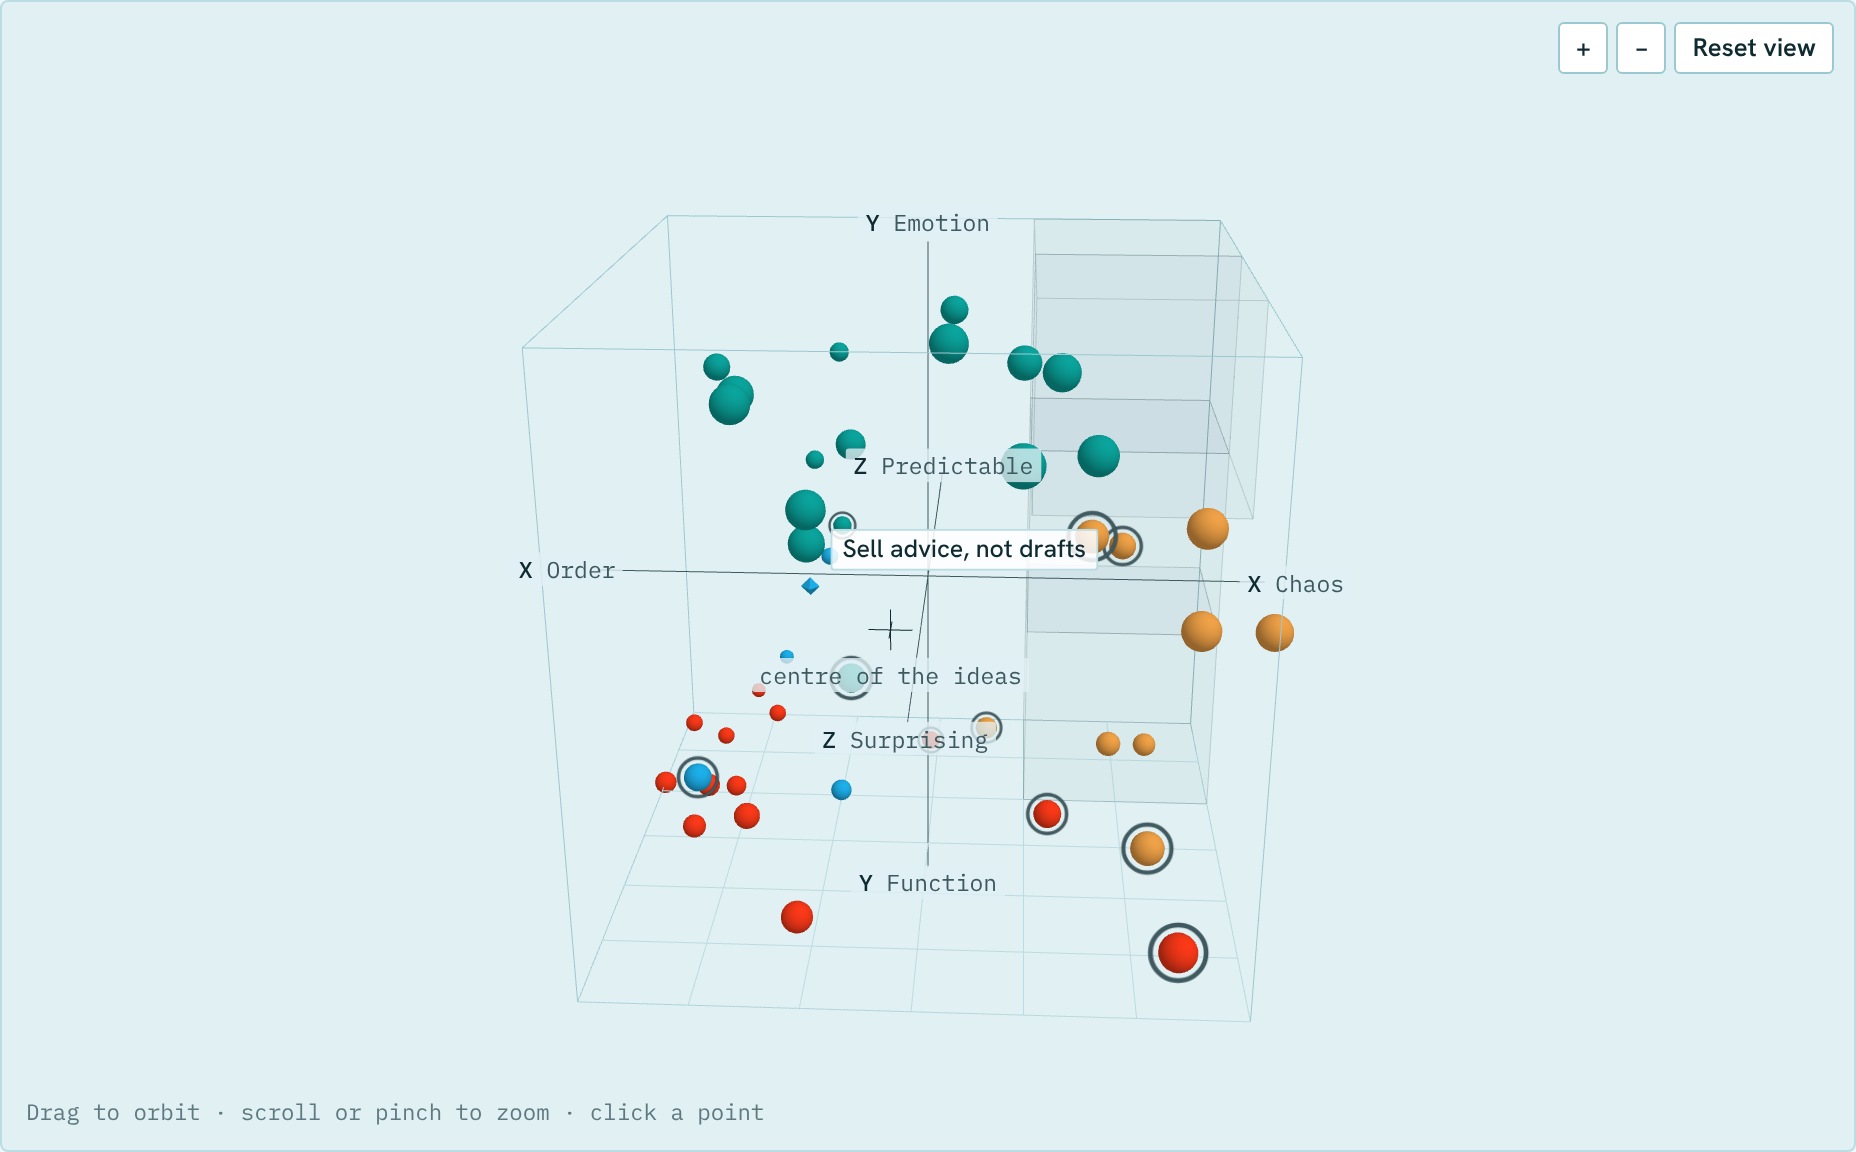 +
–
Reset view
Y Emotion
Z Predictable
Sell advice, not drafts
X Order
X Chaos
centre of the ideas
Z Surprising
Y Function
Drag to orbit · scroll or pinch to zoom · click a point